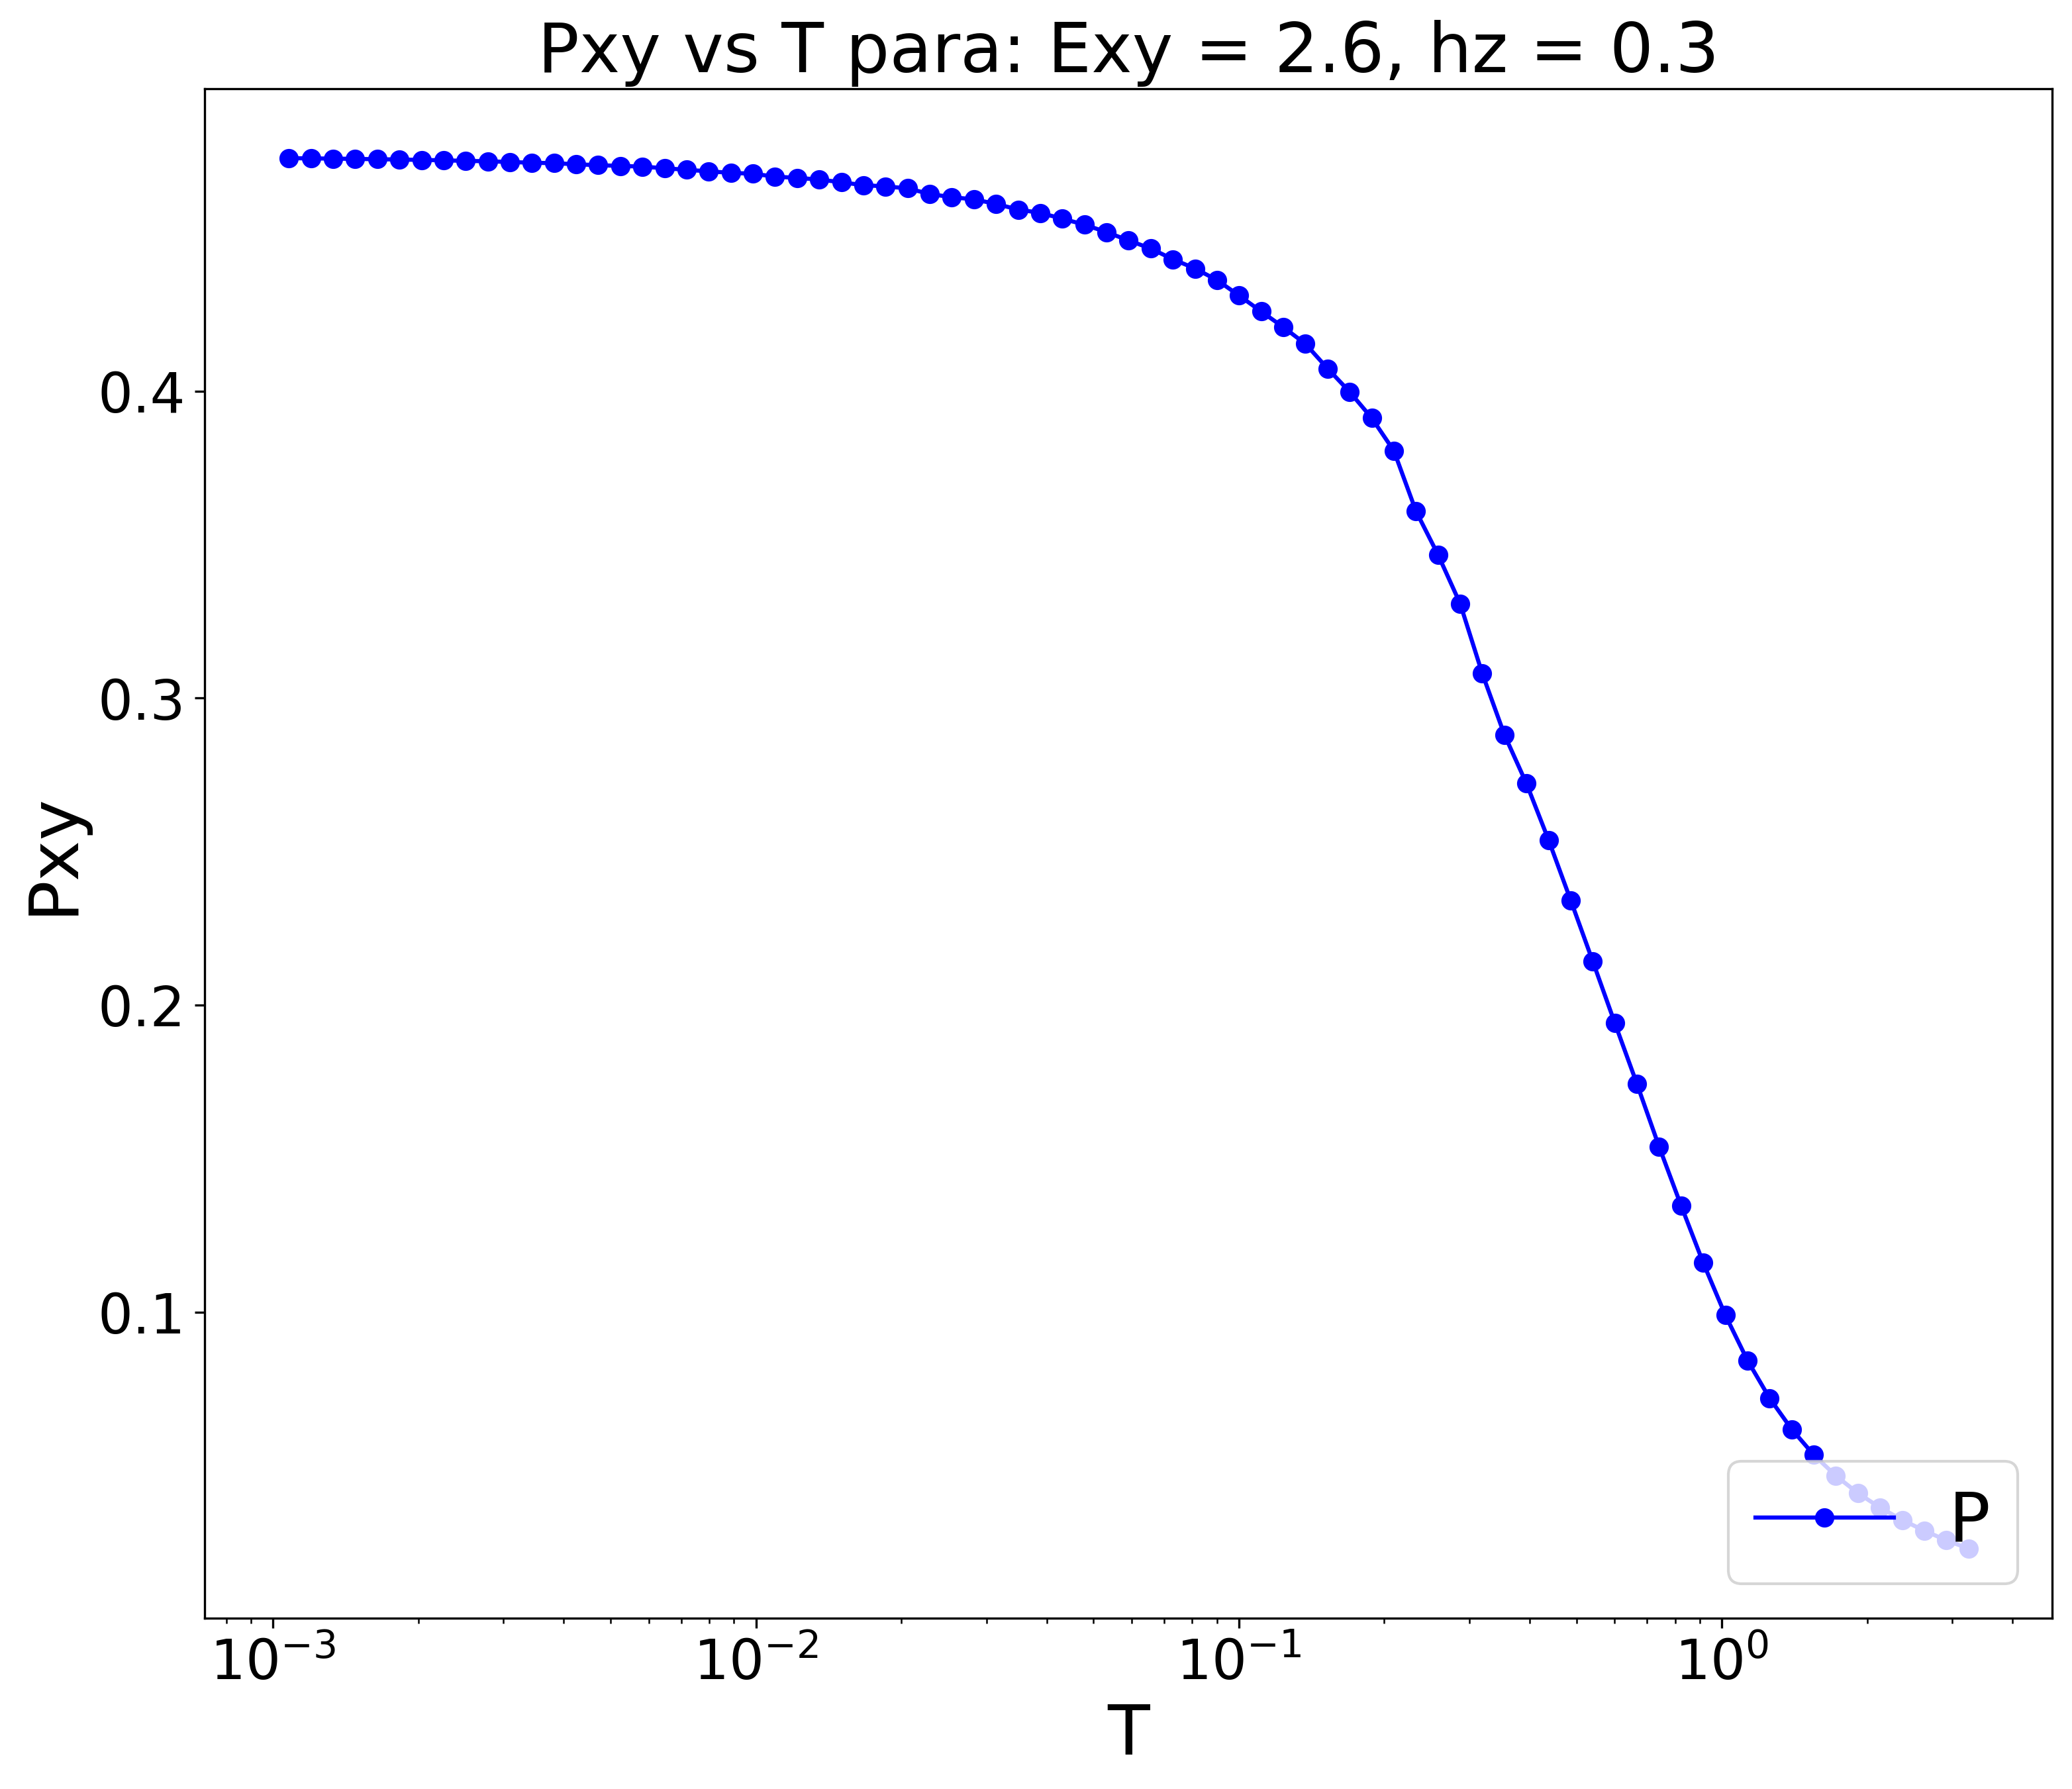 Pxy vs T para: Exy = 2.6, hz = 0.3
Pxy
0.4
0.3
0.2
0.1
P
10⁻³ 10⁻² 10⁻¹ 10⁰
T